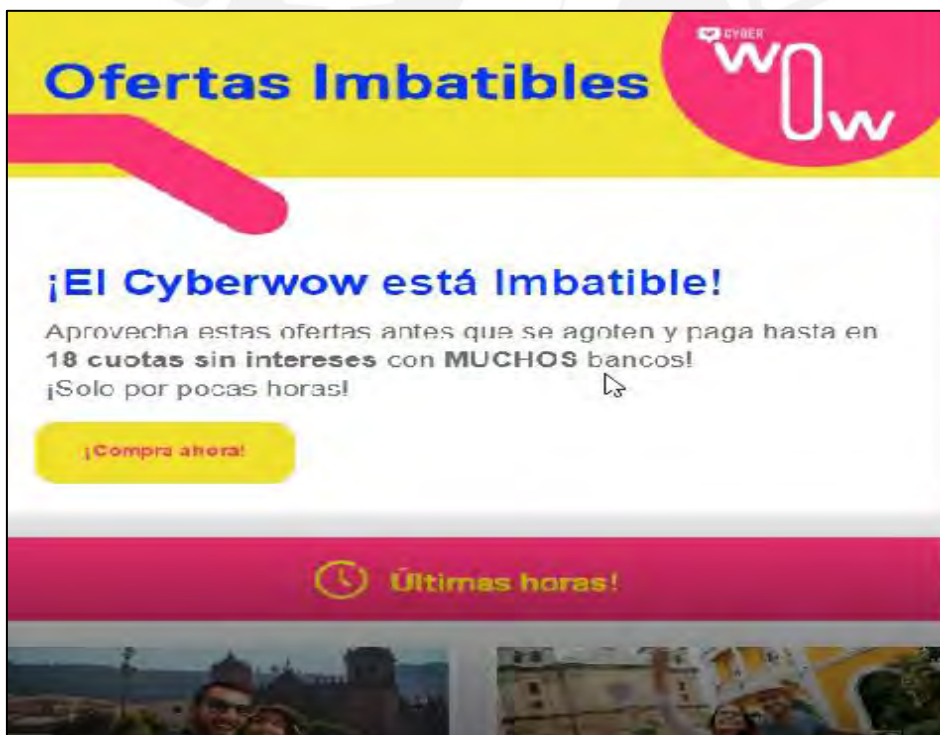 Ofertas Imbatibles
CYBER
WOW
¡El Cyberwow está Imbatible!
Aprovecha estas ofertas antes que se agoten y paga hasta en
18 cuotas sin intereses con MUCHOS bancos!
¡Solo por pocas horas!
¡Compra ahora!
Últimas horas!